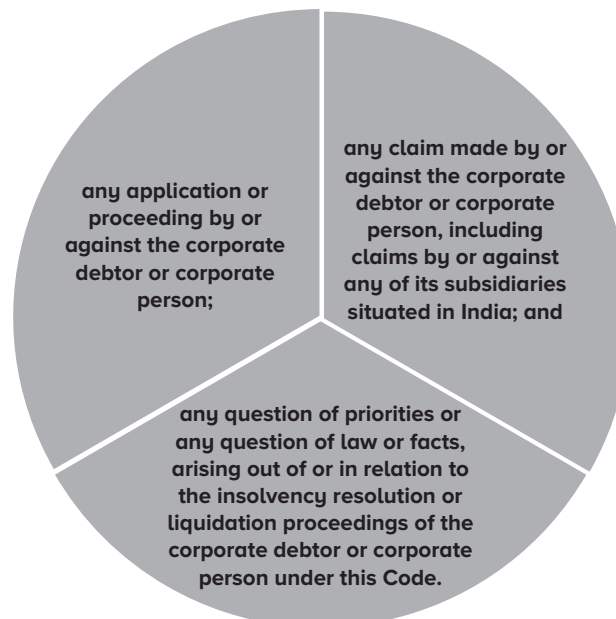 any application or
proceeding by or
against the corporate
debtor or corporate
person;
any claim made by or
against the corporate
debtor or corporate
person, including
claims by or against
any of its subsidiaries
situated in India; and
any question of priorities or
any question of law or facts,
arising out of or in relation to
the insolvency resolution or
liquidation proceedings of the
corporate debtor or corporate
person under this Code.